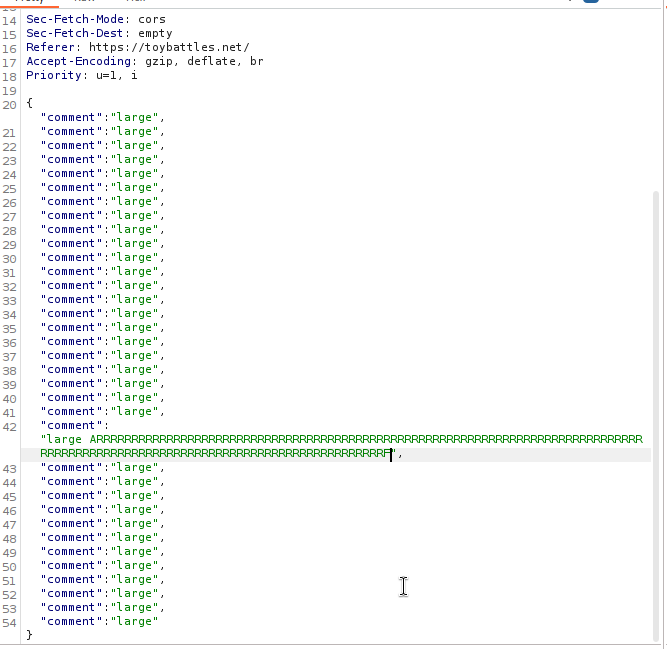 14 Sec-Fetch-Mode: cors
15 Sec-Fetch-Dest: empty
16 Referer: https://toybattles.net/
17 Accept-Encoding: gzip, deflate, br
18 Priority: u=1, i
19
20 {
"comment":"large",
21 "comment":"large",
22 "comment":"large",
23 "comment":"large",
24 "comment":"large",
25 "comment":"large",
26 "comment":"large",
27 "comment":"large",
28 "comment":"large",
29 "comment":"large",
30 "comment":"large",
31 "comment":"large",
32 "comment":"large",
33 "comment":"large",
34 "comment":"large",
35 "comment":"large",
36 "comment":"large",
37 "comment":"large",
38 "comment":"large",
39 "comment":"large",
40 "comment":"large",
41 "comment":"large",
42 "comment":
"large ARRRRRRRRRRRRRRRRRRRRRRRRRRRRRRRRRRRRRRRRRRRRRRRRRRRRRRRRRRRRRRRRRRRRRRRRRRRRRR
RRRRRRRRRRRRRRRRRRRRRRRRRRRRRRRRRRRRRRRRRRRRRRRRRR",
43 "comment":"large",
44 "comment":"large",
45 "comment":"large",
46 "comment":"large",
47 "comment":"large",
48 "comment":"large",
49 "comment":"large",
50 "comment":"large",
51 "comment":"large",
52 "comment":"large",
53 "comment":"large",
54 "comment":"large"
}